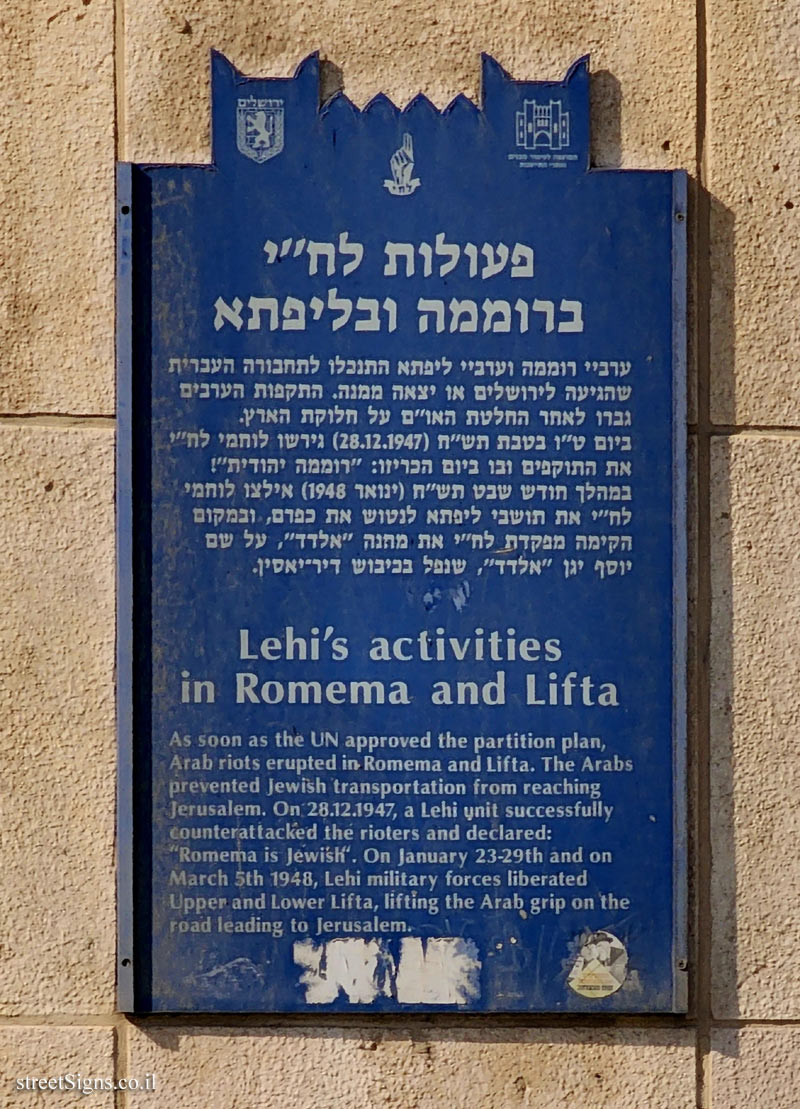 ירושלים
המועצה לשימור מבנים
ואתרי התיישבות
לחי
פעולות לח״י
ברוממה ובליפתא
ערביי רוממה וערביי ליפתא התנכלו לתחבורה העברית
שהגיעה לירושלים או יצאה ממנה. התקפות הערבים
גברו לאחר החלטת האו״ם על חלוקת הארץ.
ביום ט״ו בטבת תש״ח (28.12.1947) גירשו לוחמי לח״י
את התוקפים ובו ביום הכריזו: ״רוממה יהודית״!
במהלך חודש שבט תש״ח (ינואר 1948) אילצו לוחמי
לח״י את תושבי ליפתא לנטוש את כפרם, ובמקום
הקימה מפקדת לח״י את מחנה ״אלדד״, על שם
יוסף יגן ״אלדד״, שנפל בכיבוש דיר־יאסין.
Lehi's activities
in Romema and Lifta
As soon as the UN approved the partition plan,
Arab riots erupted in Romema and Lifta. The Arabs
prevented Jewish transportation from reaching
Jerusalem. On 28.12.1947, a Lehi unit successfully
counterattacked the rioters and declared:
"Romema is Jewish". On January 23-29th and on
March 5th 1948, Lehi military forces liberated
Upper and Lower Lifta, lifting the Arab grip on the
road leading to Jerusalem.
streetSigns.co.il